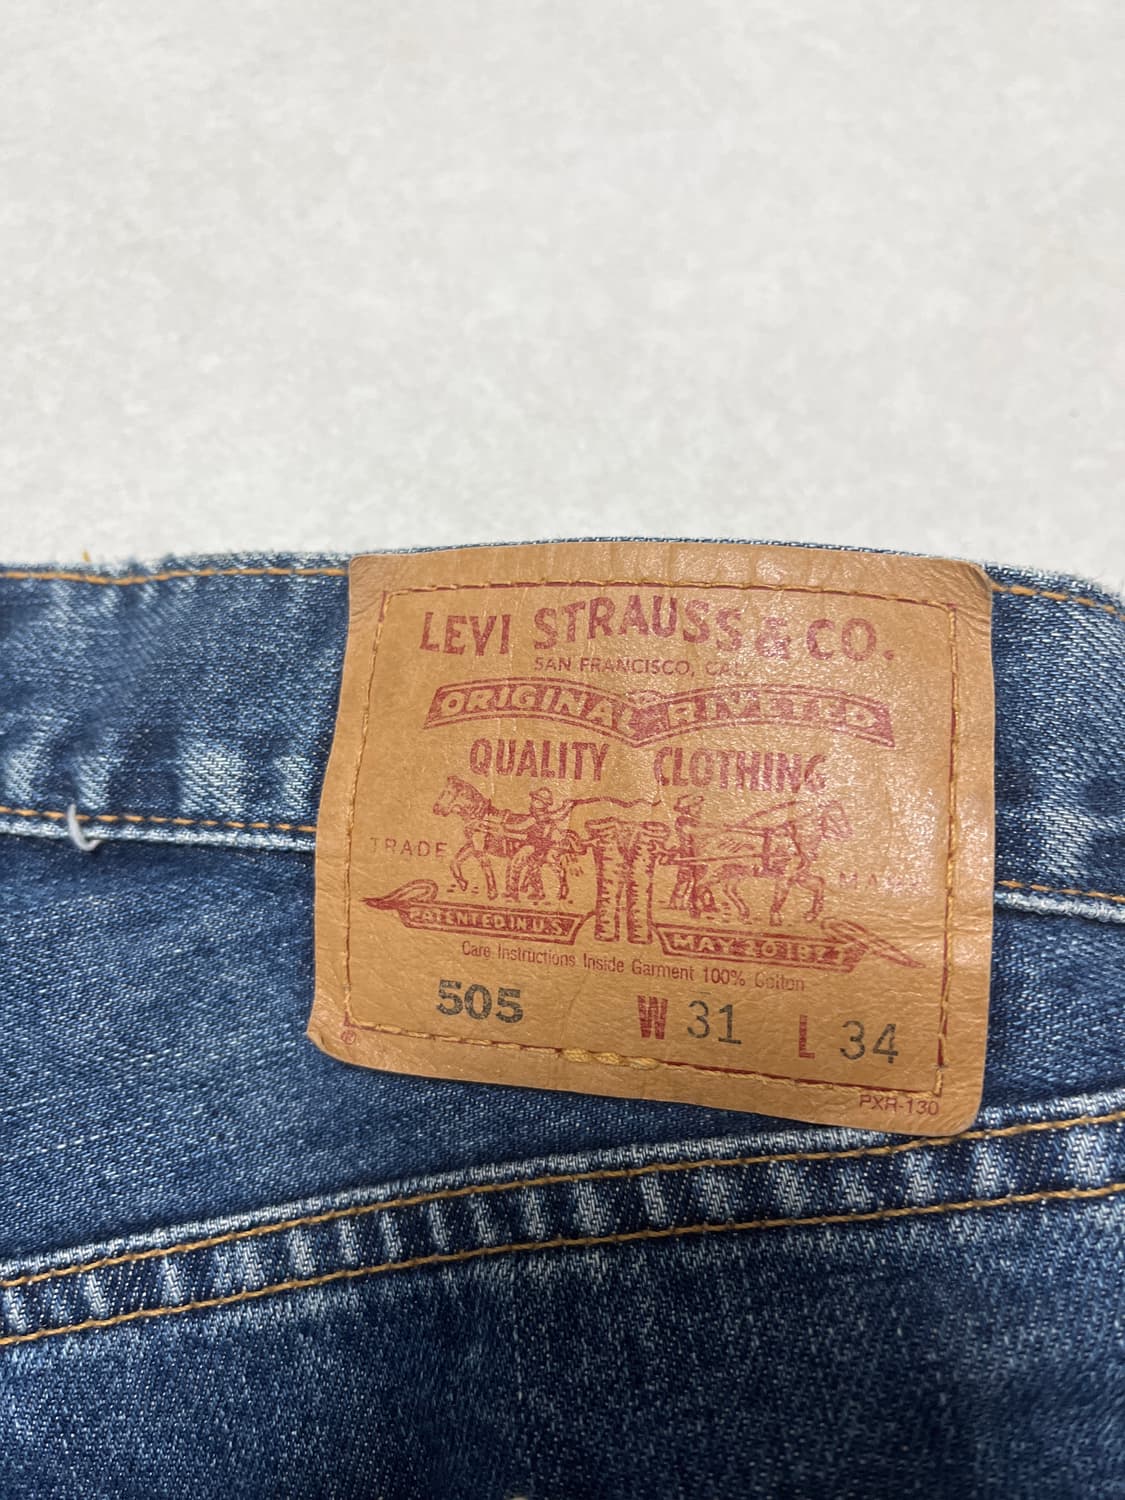 LEVI STRAUSS & CO.
SAN FRANCISCO, CAL.
ORIGINAL RIVETED
QUALITY CLOTHING
TRADE MARK
PATENTED IN U.S. MAY 20 1873
Care Instructions Inside Garment 100% Cotton
505 W 31 L 34
®
PXR-130